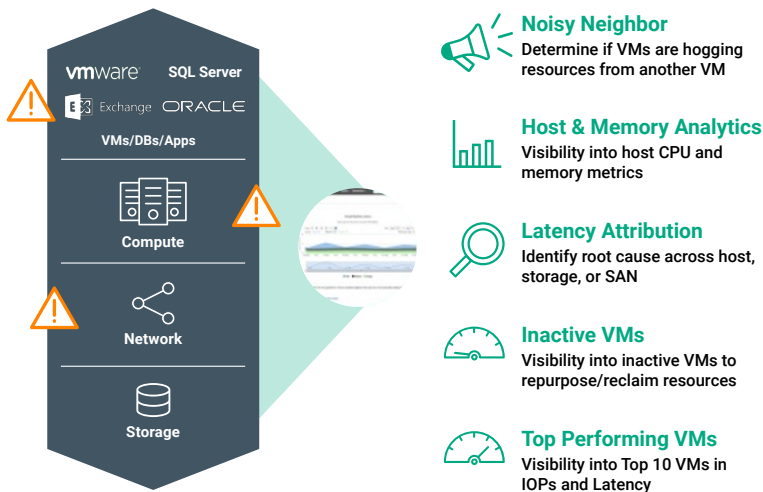 vmware
SQL Server
Exchange
ORACLE
VMs/DBs/Apps
Compute
Network
Storage
Noisy Neighbor
Determine if VMs are hogging
resources from another VM
Host & Memory Analytics
Visibility into host CPU and
memory metrics
Latency Attribution
Identify root cause across host,
storage, or SAN
Inactive VMs
Visibility into inactive VMs to
repurpose/reclaim resources
Top Performing VMs
Visibility into Top 10 VMs in
IOPs and Latency